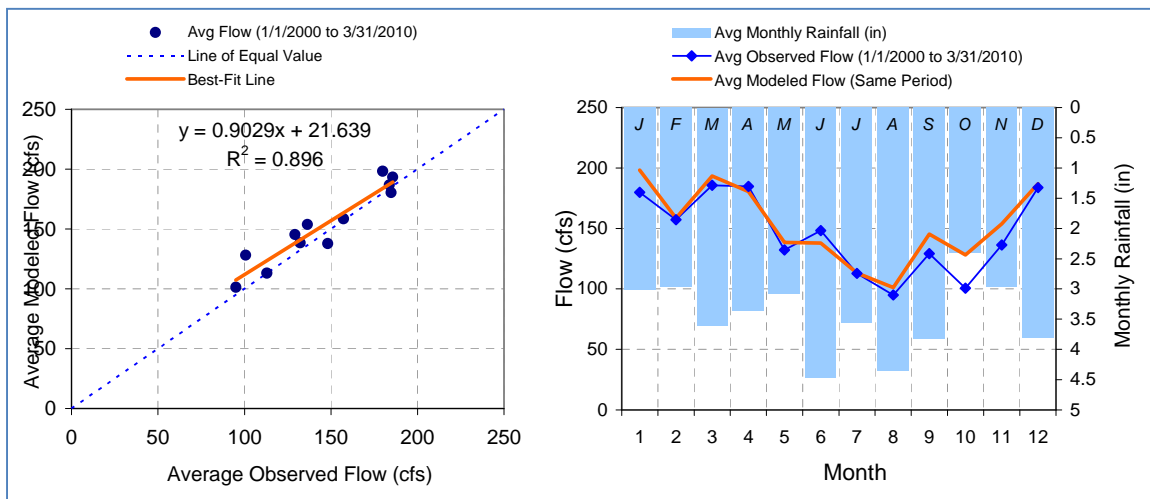 Avg Flow (1/1/2000 to 3/31/2010)
Line of Equal Value
Best-Fit Line
250
200
150
100
50
0
Average Modeled Flow (cfs)
y = 0.9029x + 21.639
R² = 0.896
0 50 100 150 200 250
Average Observed Flow (cfs)
Avg Monthly Rainfall (in)
Avg Observed Flow (1/1/2000 to 3/31/2010)
Avg Modeled Flow (Same Period)
250
200
150
100
50
0
Flow (cfs)
J F M A M J J A S O N D
0
0.5
1
1.5
2
2.5
3
3.5
4
4.5
5
Monthly Rainfall (in)
1 2 3 4 5 6 7 8 9 10 11 12
Month